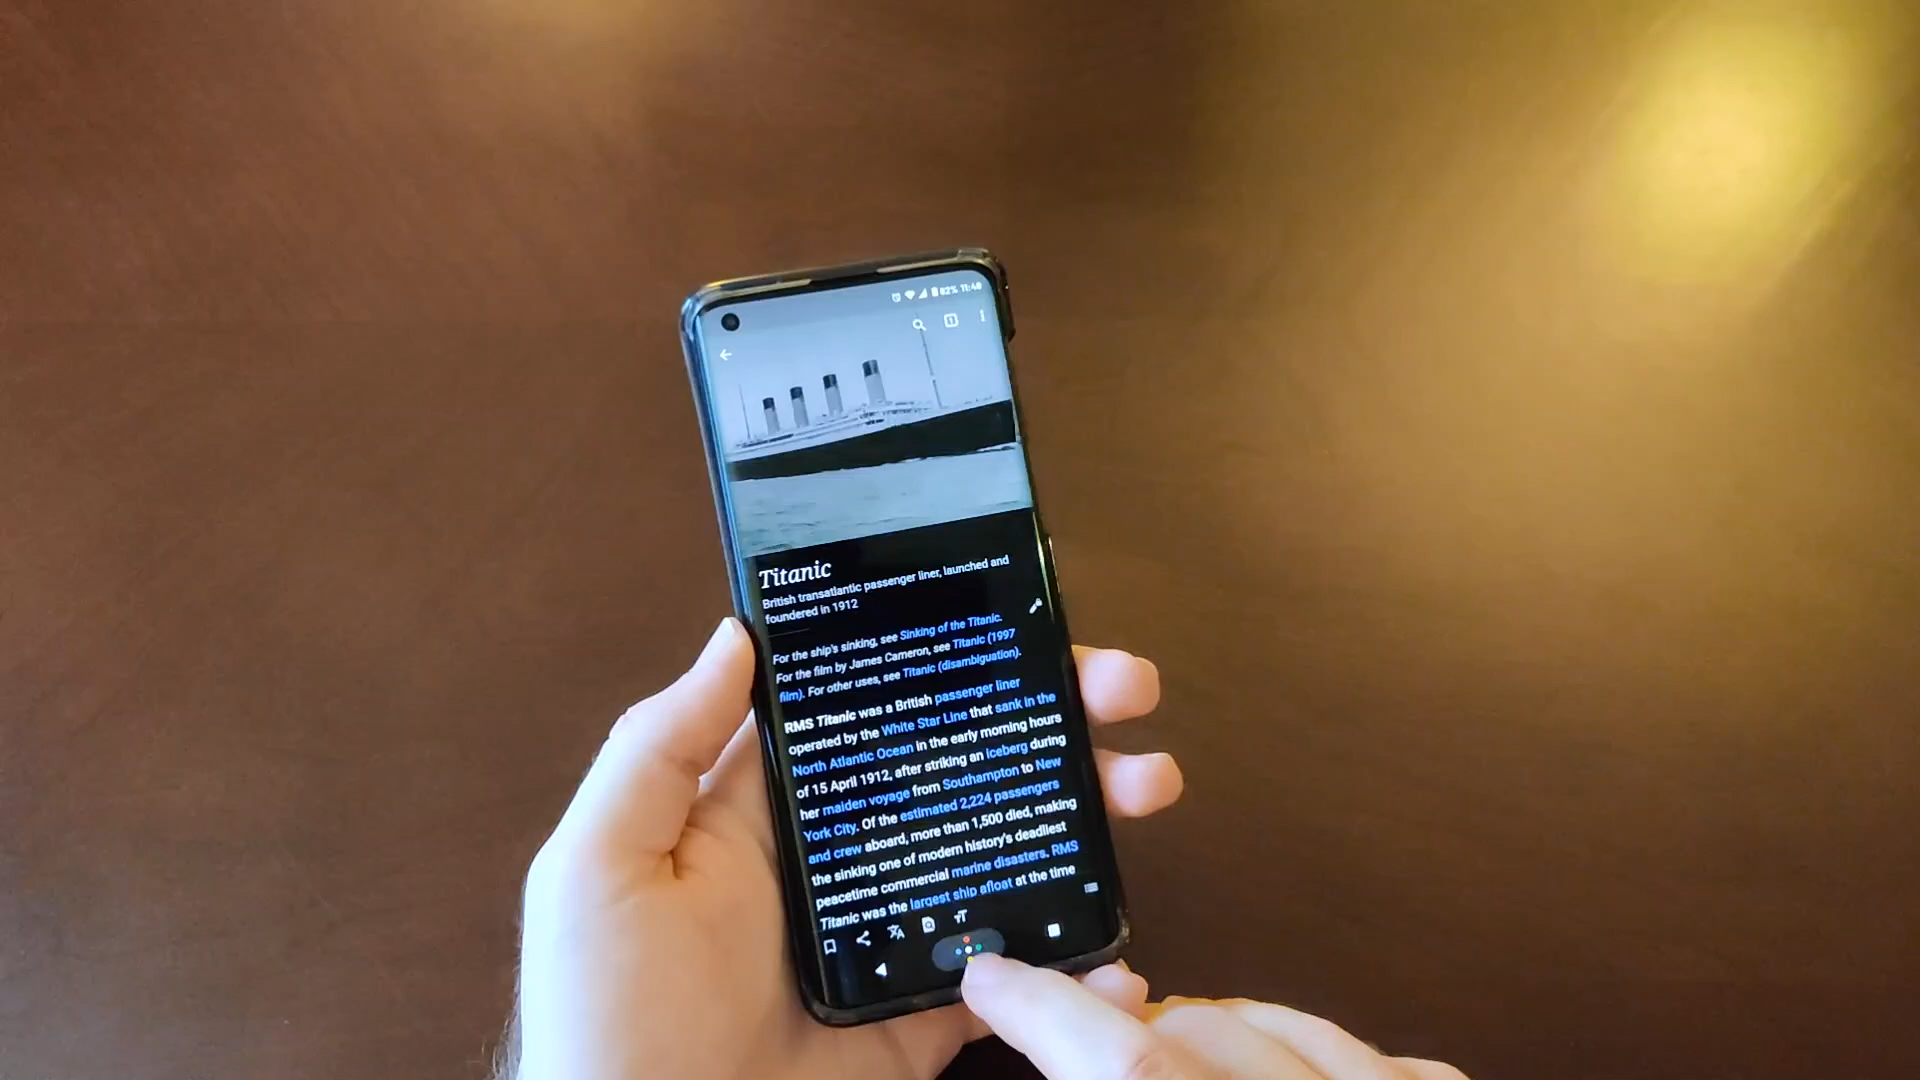 82% 11:40
1
Titanic
British transatlantic passenger liner, launched and
foundered in 1912
For the ship's sinking, see Sinking of the Titanic.
For the film by James Cameron, see Titanic (1997
film). For other uses, see Titanic (disambiguation).
RMS Titanic was a British passenger liner
operated by the White Star Line that sank in the
North Atlantic Ocean in the early morning hours
of 15 April 1912, after striking an iceberg during
her maiden voyage from Southampton to New
York City. Of the estimated 2,224 passengers
and crew aboard, more than 1,500 died, making
the sinking one of modern history's deadliest
peacetime commercial marine disasters. RMS
Titanic was the largest ship afloat at the time